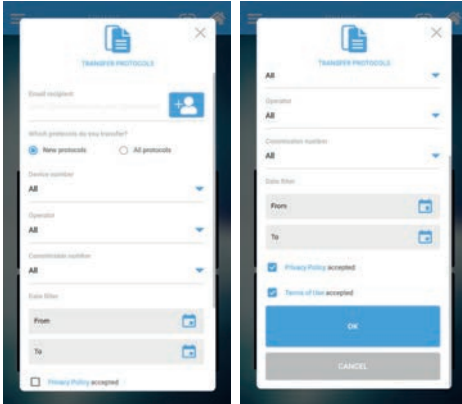 TRANSFER PROTOCOLS
Email recipient
Which protocols do you transfer?
New protocols
All protocols
Device number
All
Operator
All
Commission number
All
Date filter
From
To
Privacy Policy accepted
TRANSFER PROTOCOLS
All
Operator
All
Commission number
All
Date filter
From
To
Privacy Policy accepted
Terms of Use accepted
OK
CANCEL